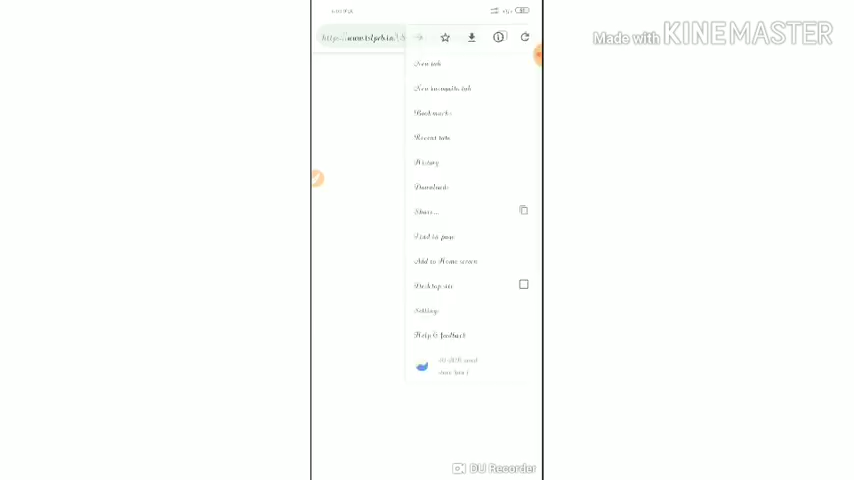 Made with KINEMASTER
New tab
New incognito tab
Bookmarks
Recent tabs
History
Downloads
Share...
Find in page
Add to Home screen
Desktop site
Settings
Help & feedback
DU Recorder